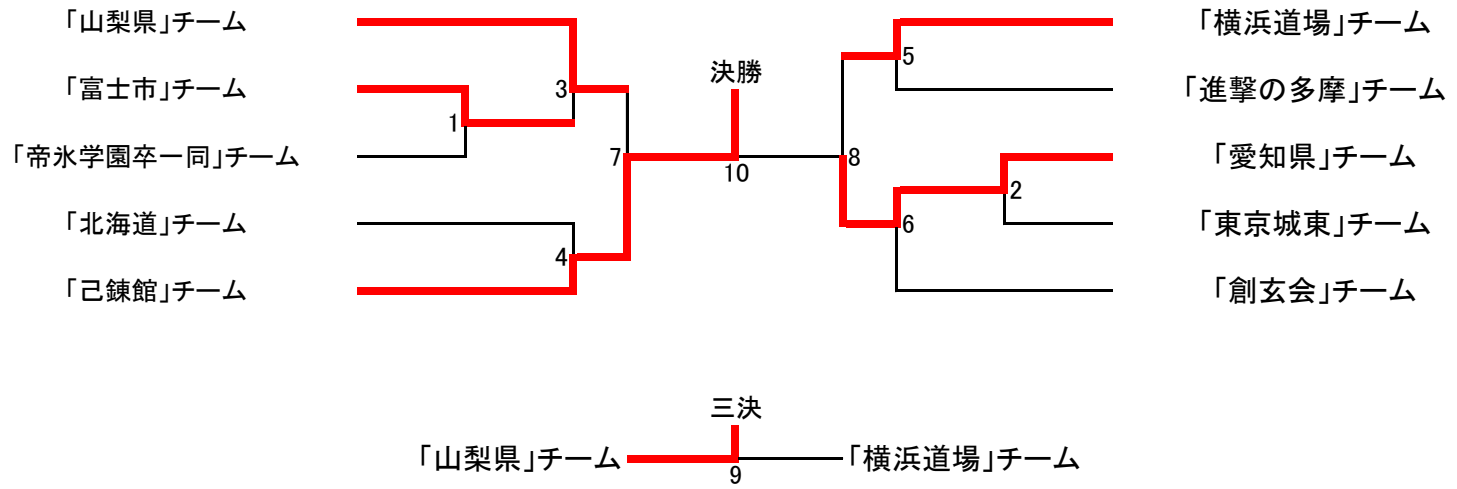 「山梨県」チーム
「富士市」チーム
「帝氷学園卒一同」チーム
「北海道」チーム
「己錬館」チーム
1
3
4
7
決勝
10
「横浜道場」チーム
「進撃の多摩」チーム
「愛知県」チーム
「東京城東」チーム
「創玄会」チーム
5
8
2
6
三決
「山梨県」チーム
「横浜道場」チーム
9